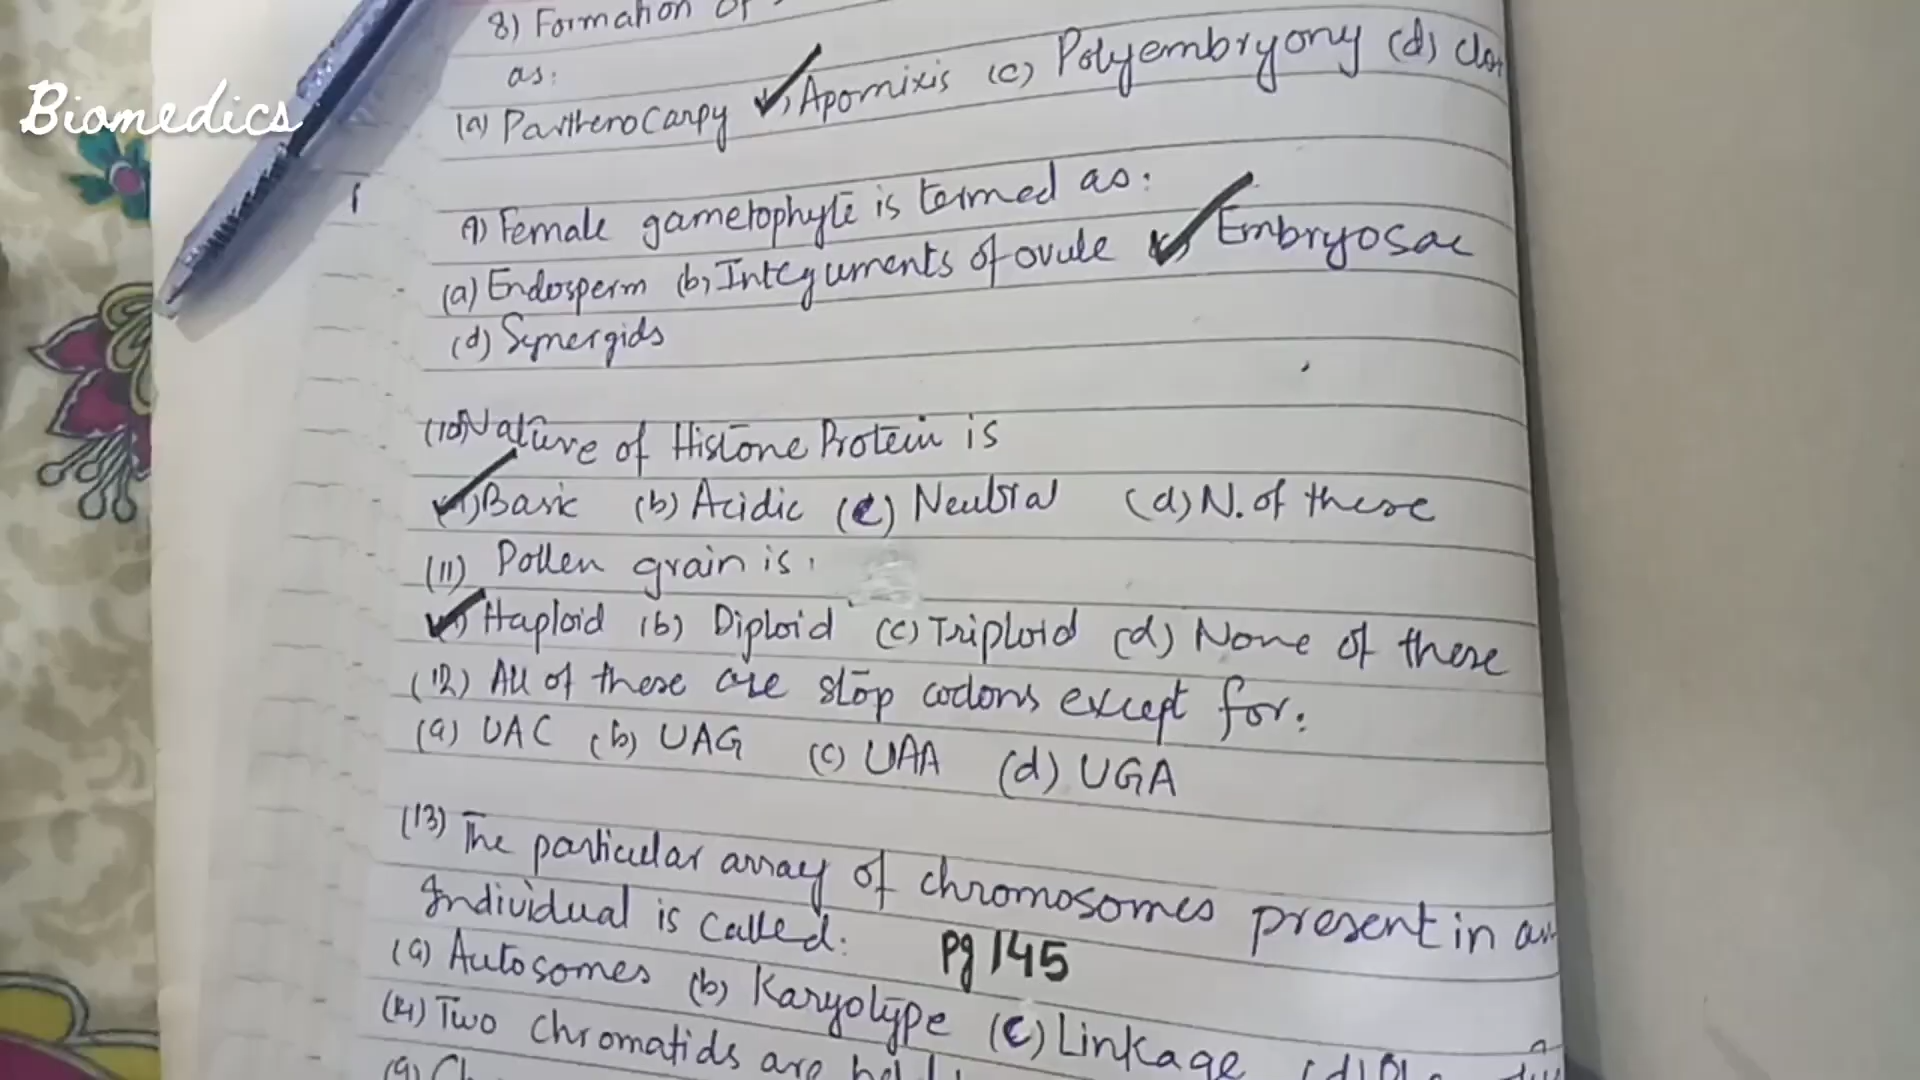 Biomedics
8) Formation of
as:
(a) Parthenocarpy Apomixis (c) Polyembryony (d)
9) Female gametophyte is termed as:
(a) Endosperm (b) Integuments of ovule Embryosac
(d) Synergids
(10) Nature of Histone Protein is
Basic (b) Acidic (c) Neutral (d) N. of these
(11) Pollen grain is:
Haploid (b) Diploid (c) Triploid (d) None of these
(12) All of these are stop codons except for:
(a) UAC (b) UAG (c) UAA (d) UGA
(13) The particular array of chromosomes present in an
Individual is called: Pg 145
(a) Autosomes (b) Karyotype (c) Linkage
(14) Two chromatids are